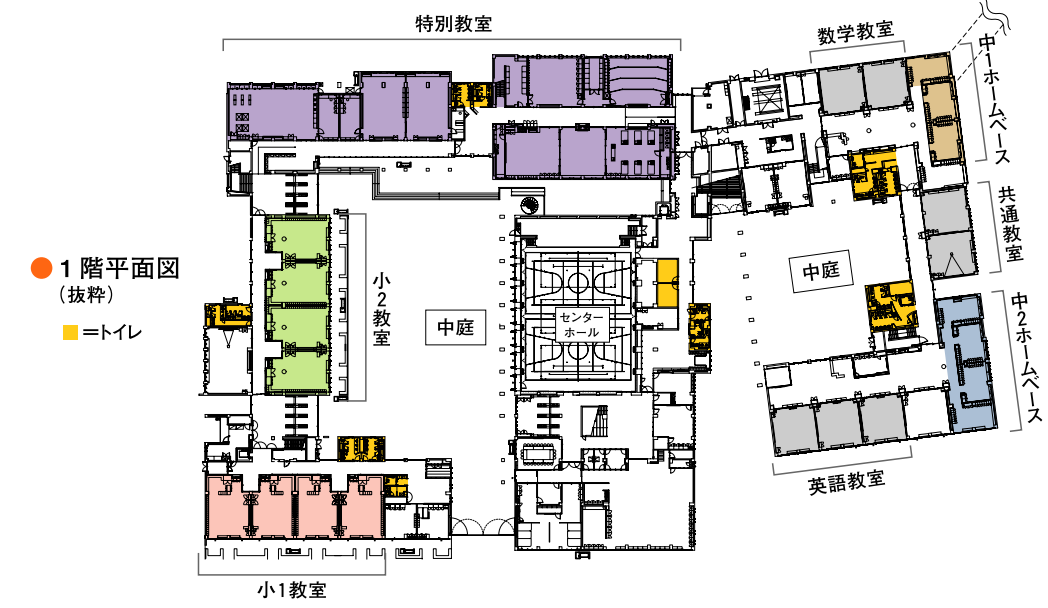 特別教室
数学教室
中1ホームベース
●1階平面図
(抜粋)
■=トイレ
小2教室
中庭
センター
ホール
中庭
共通教室
中2ホームベース
英語教室
小1教室